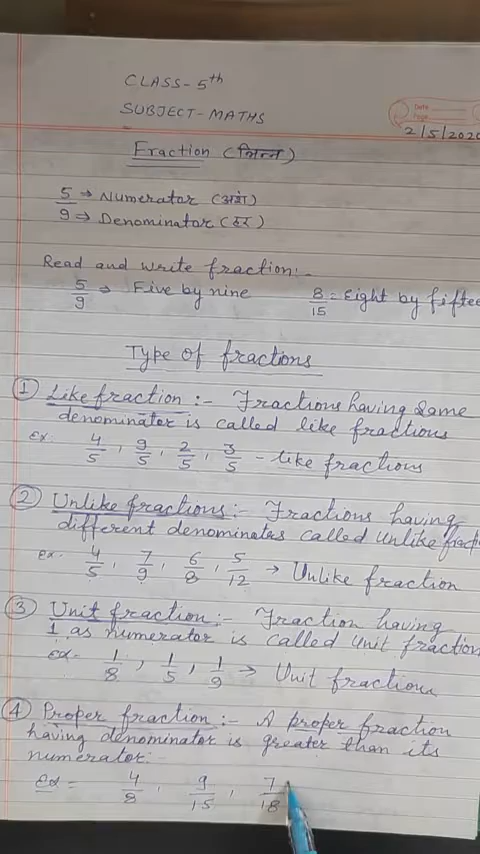 CLASS-5th
SUBJECT-MATHS
Date
Page
2/5/2020
Fraction (भिन्न)
5/9 → Numerator (अंश)
→ Denominator (हर)
Read and write fraction:-
5/9 → Five by nine 8/15 = Eight by fiftee
Type of fractions
① Like fraction :- Fractions having same
denominator is called like fractions
Ex. 4/5, 9/5, 2/5, 3/5 - like fractions
② Unlike fractions:- Fractions having
different denominates called unlike fract
ex. 4/5, 7/9, 6/8, 5/12 → Unlike fraction
③ Unit fraction:- Fraction having
1 as numerator is called unit fraction
Ex- 1/8, 1/5, 1/9 → Unit fractions
④ Proper fraction:- A proper fraction
having denominator is greater than its
numerator:-
Ex = 4/8, 9/15, 7/18